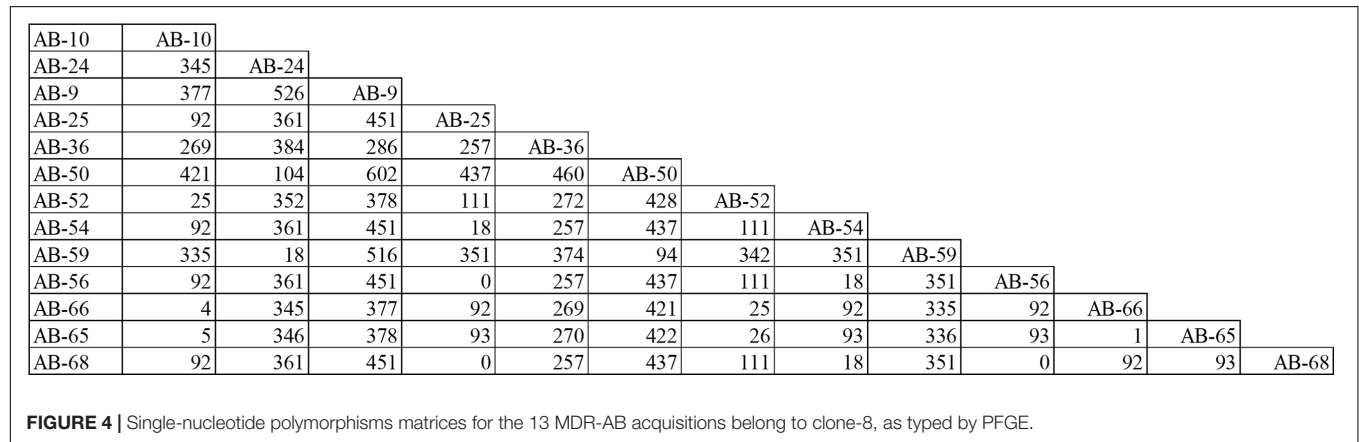 AB-10 AB-10
AB-24 345 AB-24
AB-9 377 526 AB-9
AB-25 92 361 451 AB-25
AB-36 269 384 286 257 AB-36
AB-50 421 104 602 437 460 AB-50
AB-52 25 352 378 111 272 428 AB-52
AB-54 92 361 451 18 257 437 111 AB-54
AB-59 335 18 516 351 374 94 342 351 AB-59
AB-56 92 361 451 0 257 437 111 18 351 AB-56
AB-66 4 345 377 92 269 421 25 92 335 92 AB-66
AB-65 5 346 378 93 270 422 26 93 336 93 1 AB-65
AB-68 92 361 451 0 257 437 111 18 351 0 92 93 AB-68
FIGURE 4 | Single-nucleotide polymorphisms matrices for the 13 MDR-AB acquisitions belong to clone-8, as typed by PFGE.